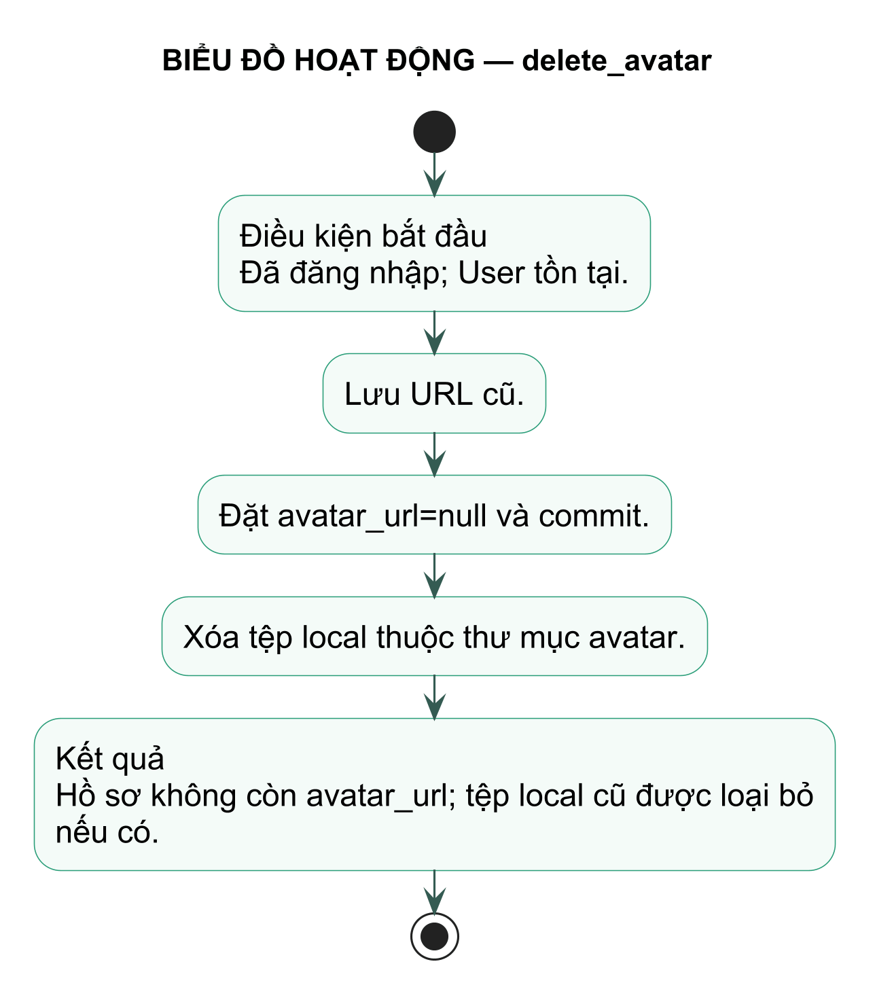 BIỂU ĐỒ HOẠT ĐỘNG — delete_avatar
Điều kiện bắt đầu
Đã đăng nhập; User tồn tại.
Lưu URL cũ.
Đặt avatar_url=null và commit.
Xóa tệp local thuộc thư mục avatar.
Kết quả
Hồ sơ không còn avatar_url; tệp local cũ được loại bỏ
nếu có.